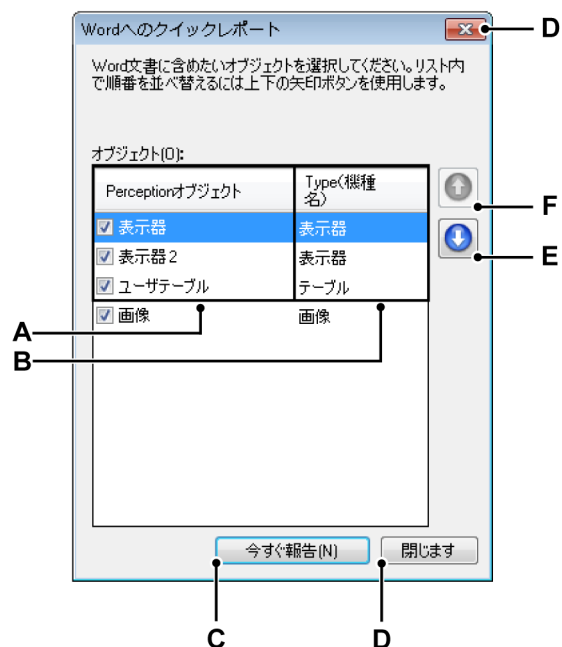 Wordへのクイックレポート
D
Word文書に含めたいオブジェクトを選択してください。リスト内
で順番を並べ替えるには上下の矢印ボタンを使用します。
オブジェクト(O):
Perceptionオブジェクト
Type(機種
名)
F
表示器
表示器
表示器2
表示器
E
ユーザテーブル
テーブル
A
画像
画像
B
今すぐ報告(N)
閉じます
C
D